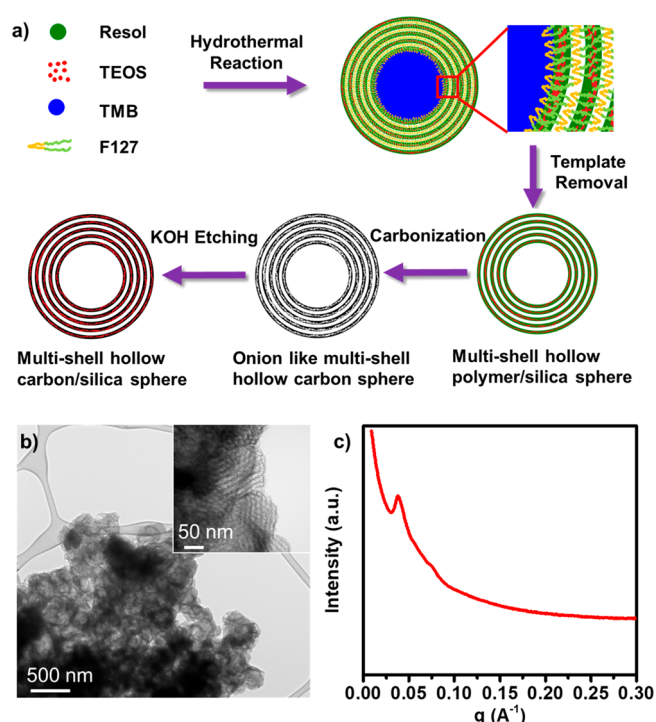 a)
Resol
TEOS
TMB
F127
Hydrothermal
Reaction
Template
Removal
KOH Etching
Carbonization
Multi-shell hollow
carbon/silica sphere
Onion like multi-shell
hollow carbon sphere
Multi-shell hollow
polymer/silica sphere
b)
50 nm
500 nm
c)
Intensity (a.u.)
0.00 0.05 0.10 0.15 0.20 0.25 0.30
q (A⁻¹)